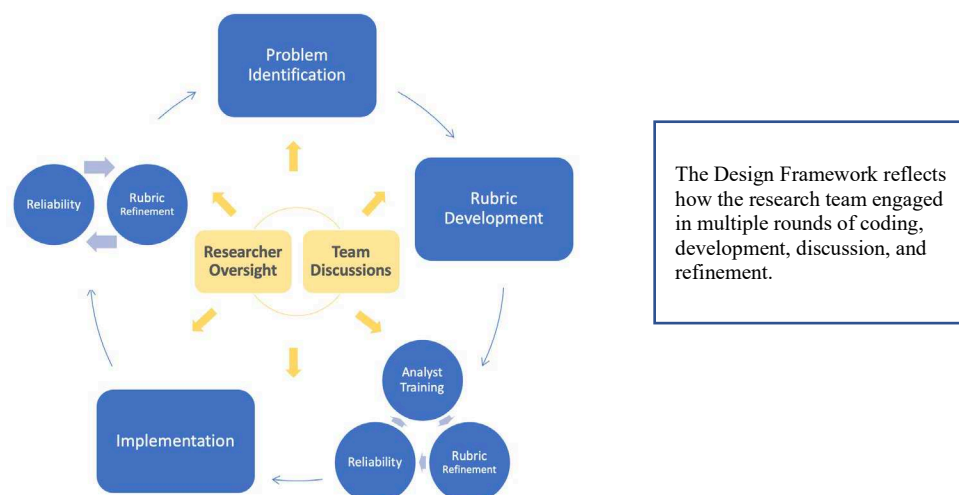 Problem
Identification
Rubric
Development
Analyst
Training
Rubric
Refinement
Reliability
Implementation
Reliability
Rubric
Refinement
Researcher
Oversight
Team
Discussions
The Design Framework reflects
how the research team engaged
in multiple rounds of coding,
development, discussion, and
refinement.